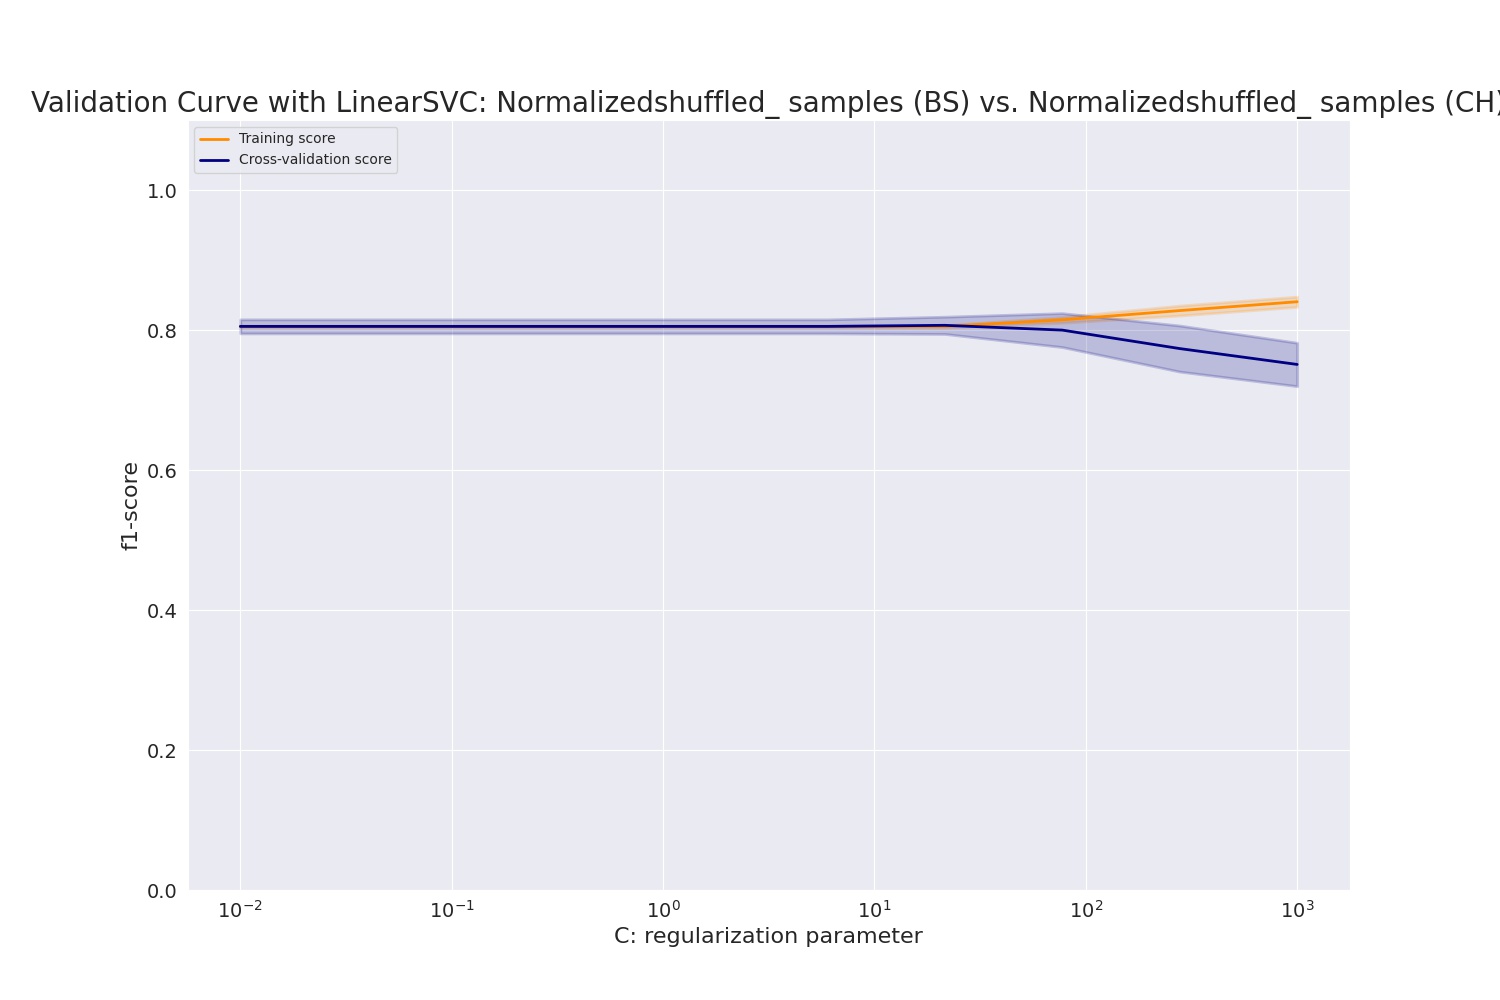 Validation Curve with LinearSVC: Normalizedshuffled_ samples (BS) vs. Normalizedshuffled_ samples (CH)
Training score
Cross-validation score
1.0
0.8
0.6
0.4
0.2
0.0
f1-score
10⁻² 10⁻¹ 10⁰ 10¹ 10² 10³
C: regularization parameter